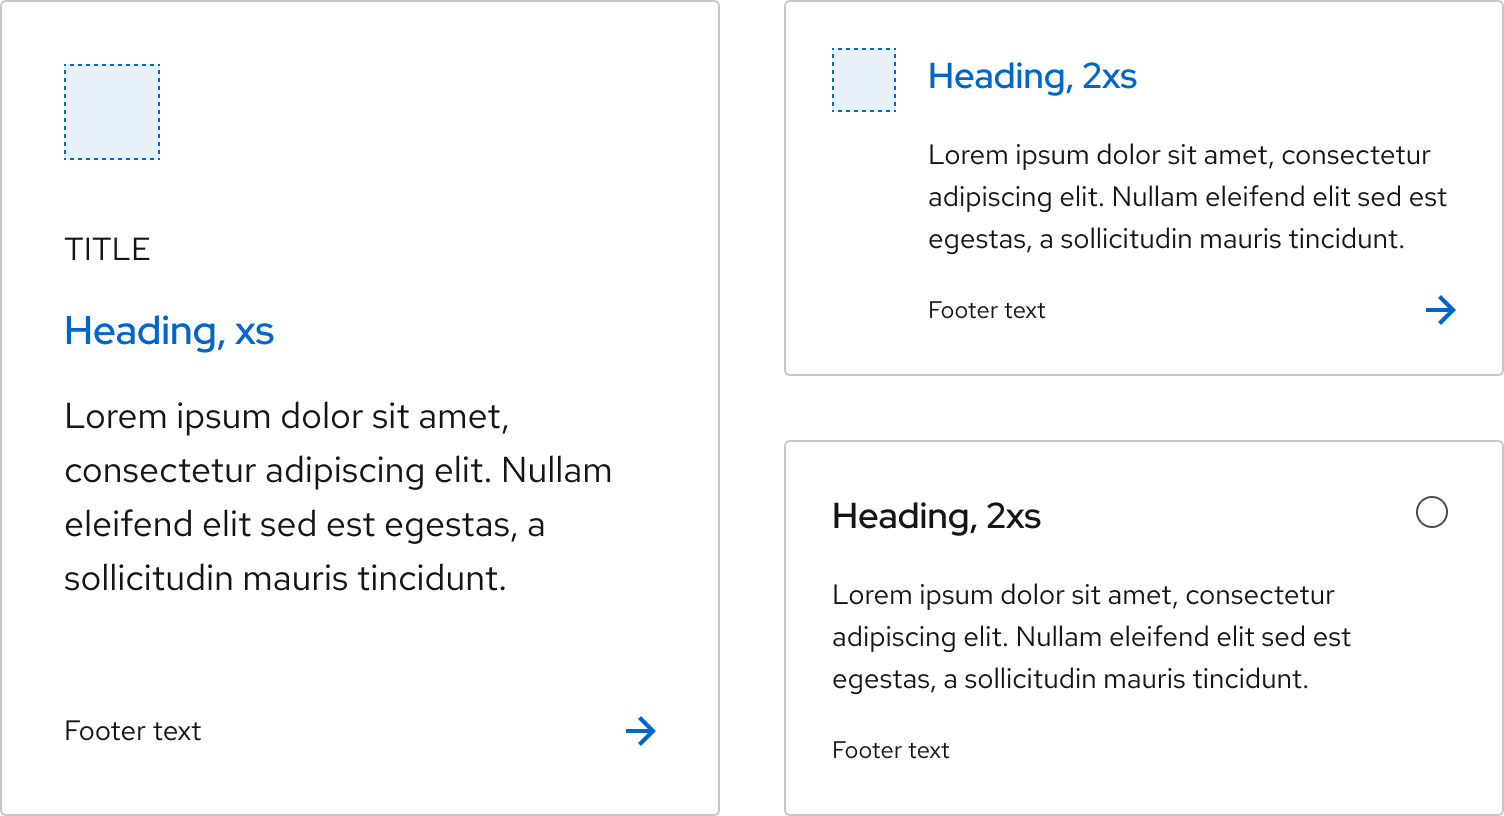 TITLE
Heading, xs
Lorem ipsum dolor sit amet,
consectetur adipiscing elit. Nullam
eleifend elit sed est egestas, a
sollicitudin mauris tincidunt.
Footer text
Heading, 2xs
Lorem ipsum dolor sit amet, consectetur
adipiscing elit. Nullam eleifend elit sed est
egestas, a sollicitudin mauris tincidunt.
Footer text
Heading, 2xs
Lorem ipsum dolor sit amet, consectetur
adipiscing elit. Nullam eleifend elit sed est
egestas, a sollicitudin mauris tincidunt.
Footer text